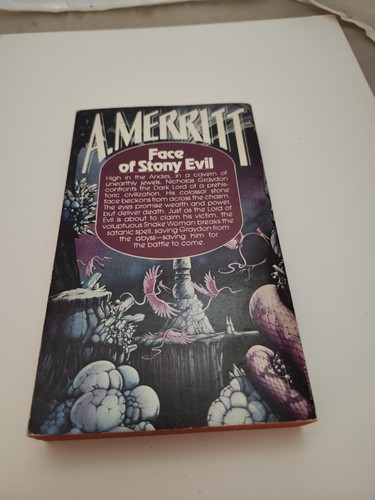 A. MERRITT
Face
of Stony Evil
High in the Andes, in a cavern of
unearthly jewels, Nicholas Graydon
confronts the Dark Lord of a prehis-
toric civilization. His colossal stone
face beckons from across the chasm.
The eyes promise wealth and power,
but deliver death. Just as the Lord of
Evil is about to claim his victim, the
voluptuous Snake Woman breaks the
satanic spell, saving Graydon from
the abyss—saving him for
the battle to come.